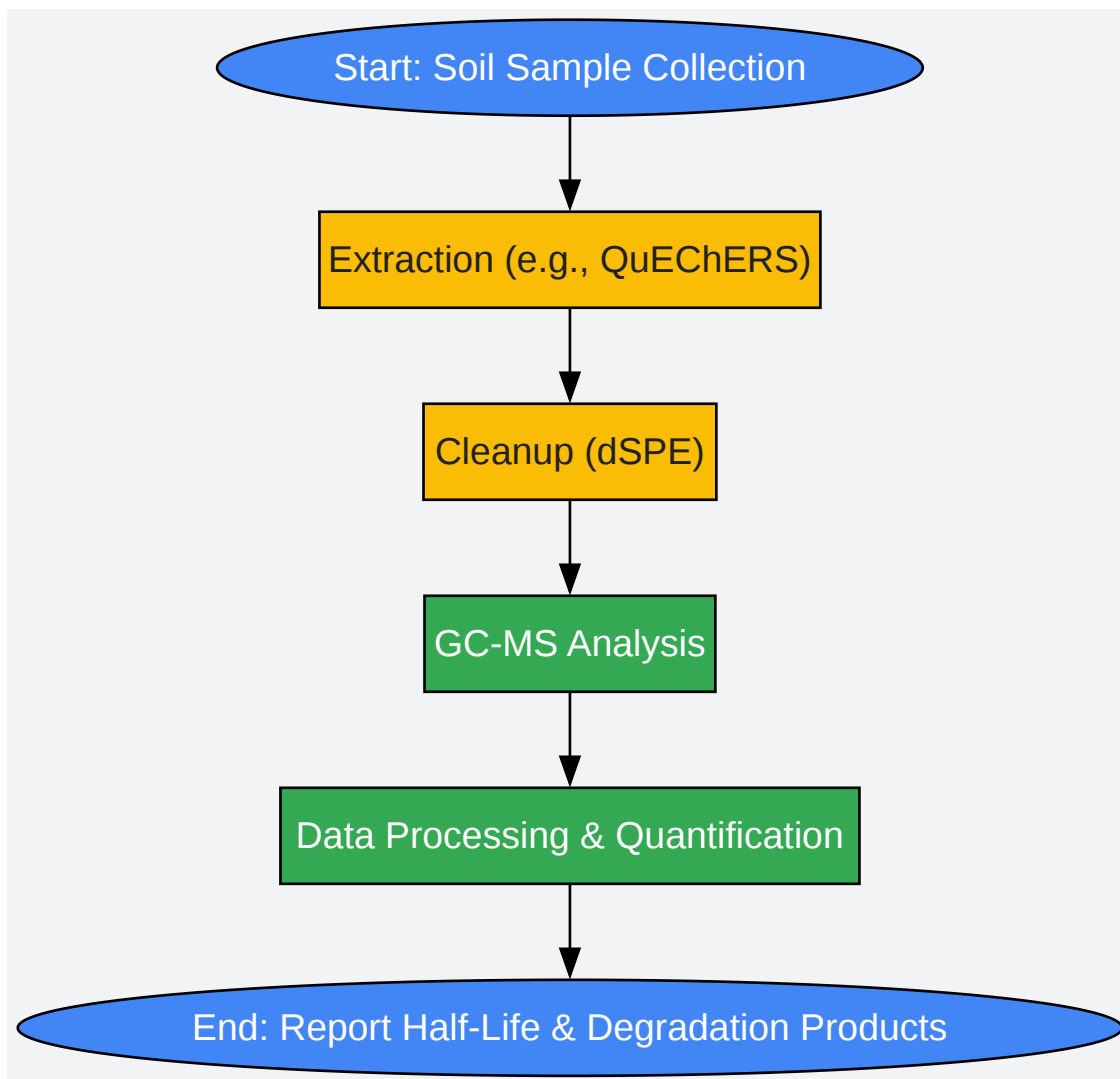 Start: Soil Sample Collection
Extraction (e.g., QuEChERS)
Cleanup (dSPE)
GC-MS Analysis
Data Processing & Quantification
End: Report Half-Life & Degradation Products